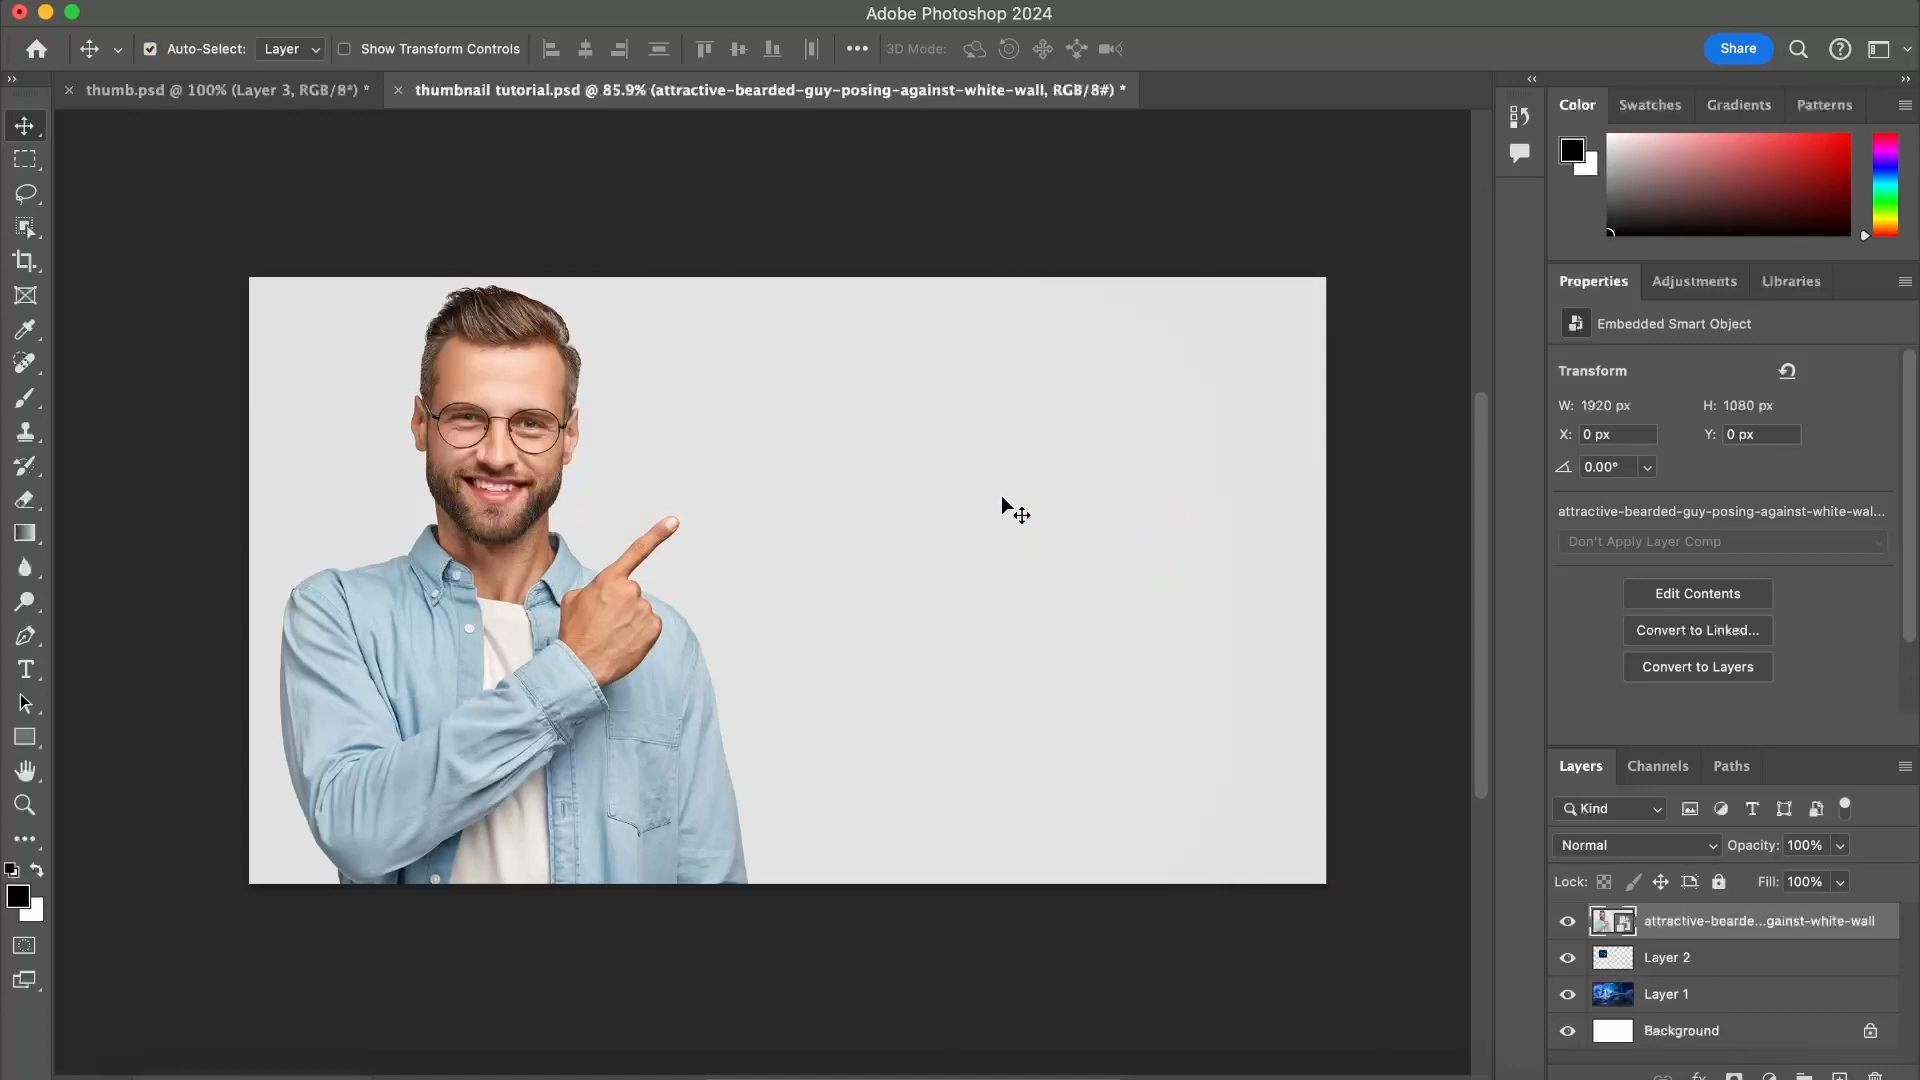 Adobe Photoshop 2024
Auto-Select: Layer Show Transform Controls 3D Mode: Share
thumb.psd @ 100% (Layer 3, RGB/8*) *
thumbnail tutorial.psd @ 85.9% (attractive-bearded-guy-posing-against-white-wall, RGB/8#) *
Color Swatches Gradients Patterns
Properties Adjustments Libraries
Embedded Smart Object
Transform
W: 1920 px H: 1080 px
X: 0 px Y: 0 px
0.00°
attractive-bearded-guy-posing-against-white-wal...
Don't Apply Layer Comp
Edit Contents
Convert to Linked...
Convert to Layers
Layers Channels Paths
Kind
Normal Opacity: 100%
Lock: Fill: 100%
attractive-bearde...gainst-white-wall
Layer 2
Layer 1
Background